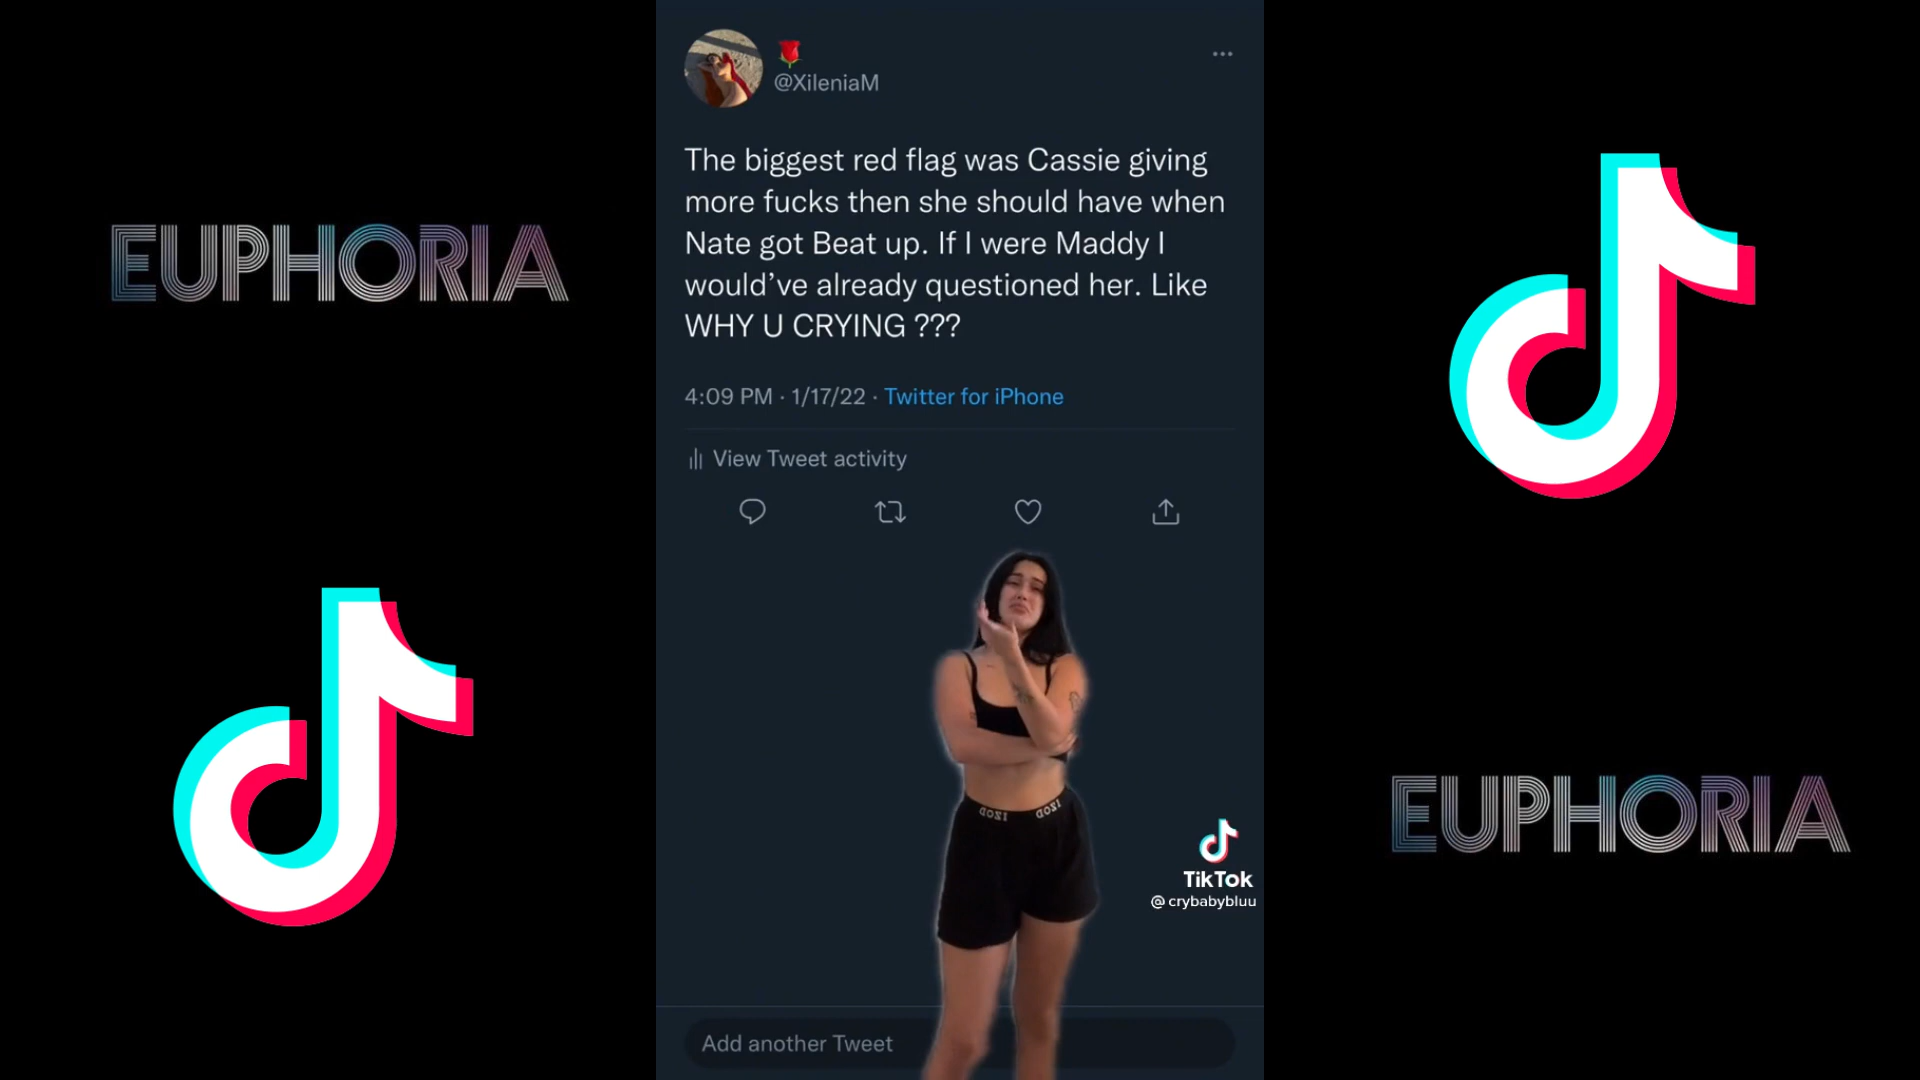 EUPHORIA
@XileniaM
The biggest red flag was Cassie giving
more fucks then she should have when
Nate got Beat up. If I were Maddy I
would’ve already questioned her. Like
WHY U CRYING ???
4:09 PM · 1/17/22 · Twitter for iPhone
View Tweet activity
IZOD IZOD
TikTok
@crybabybluu
Add another Tweet
EUPHORIA